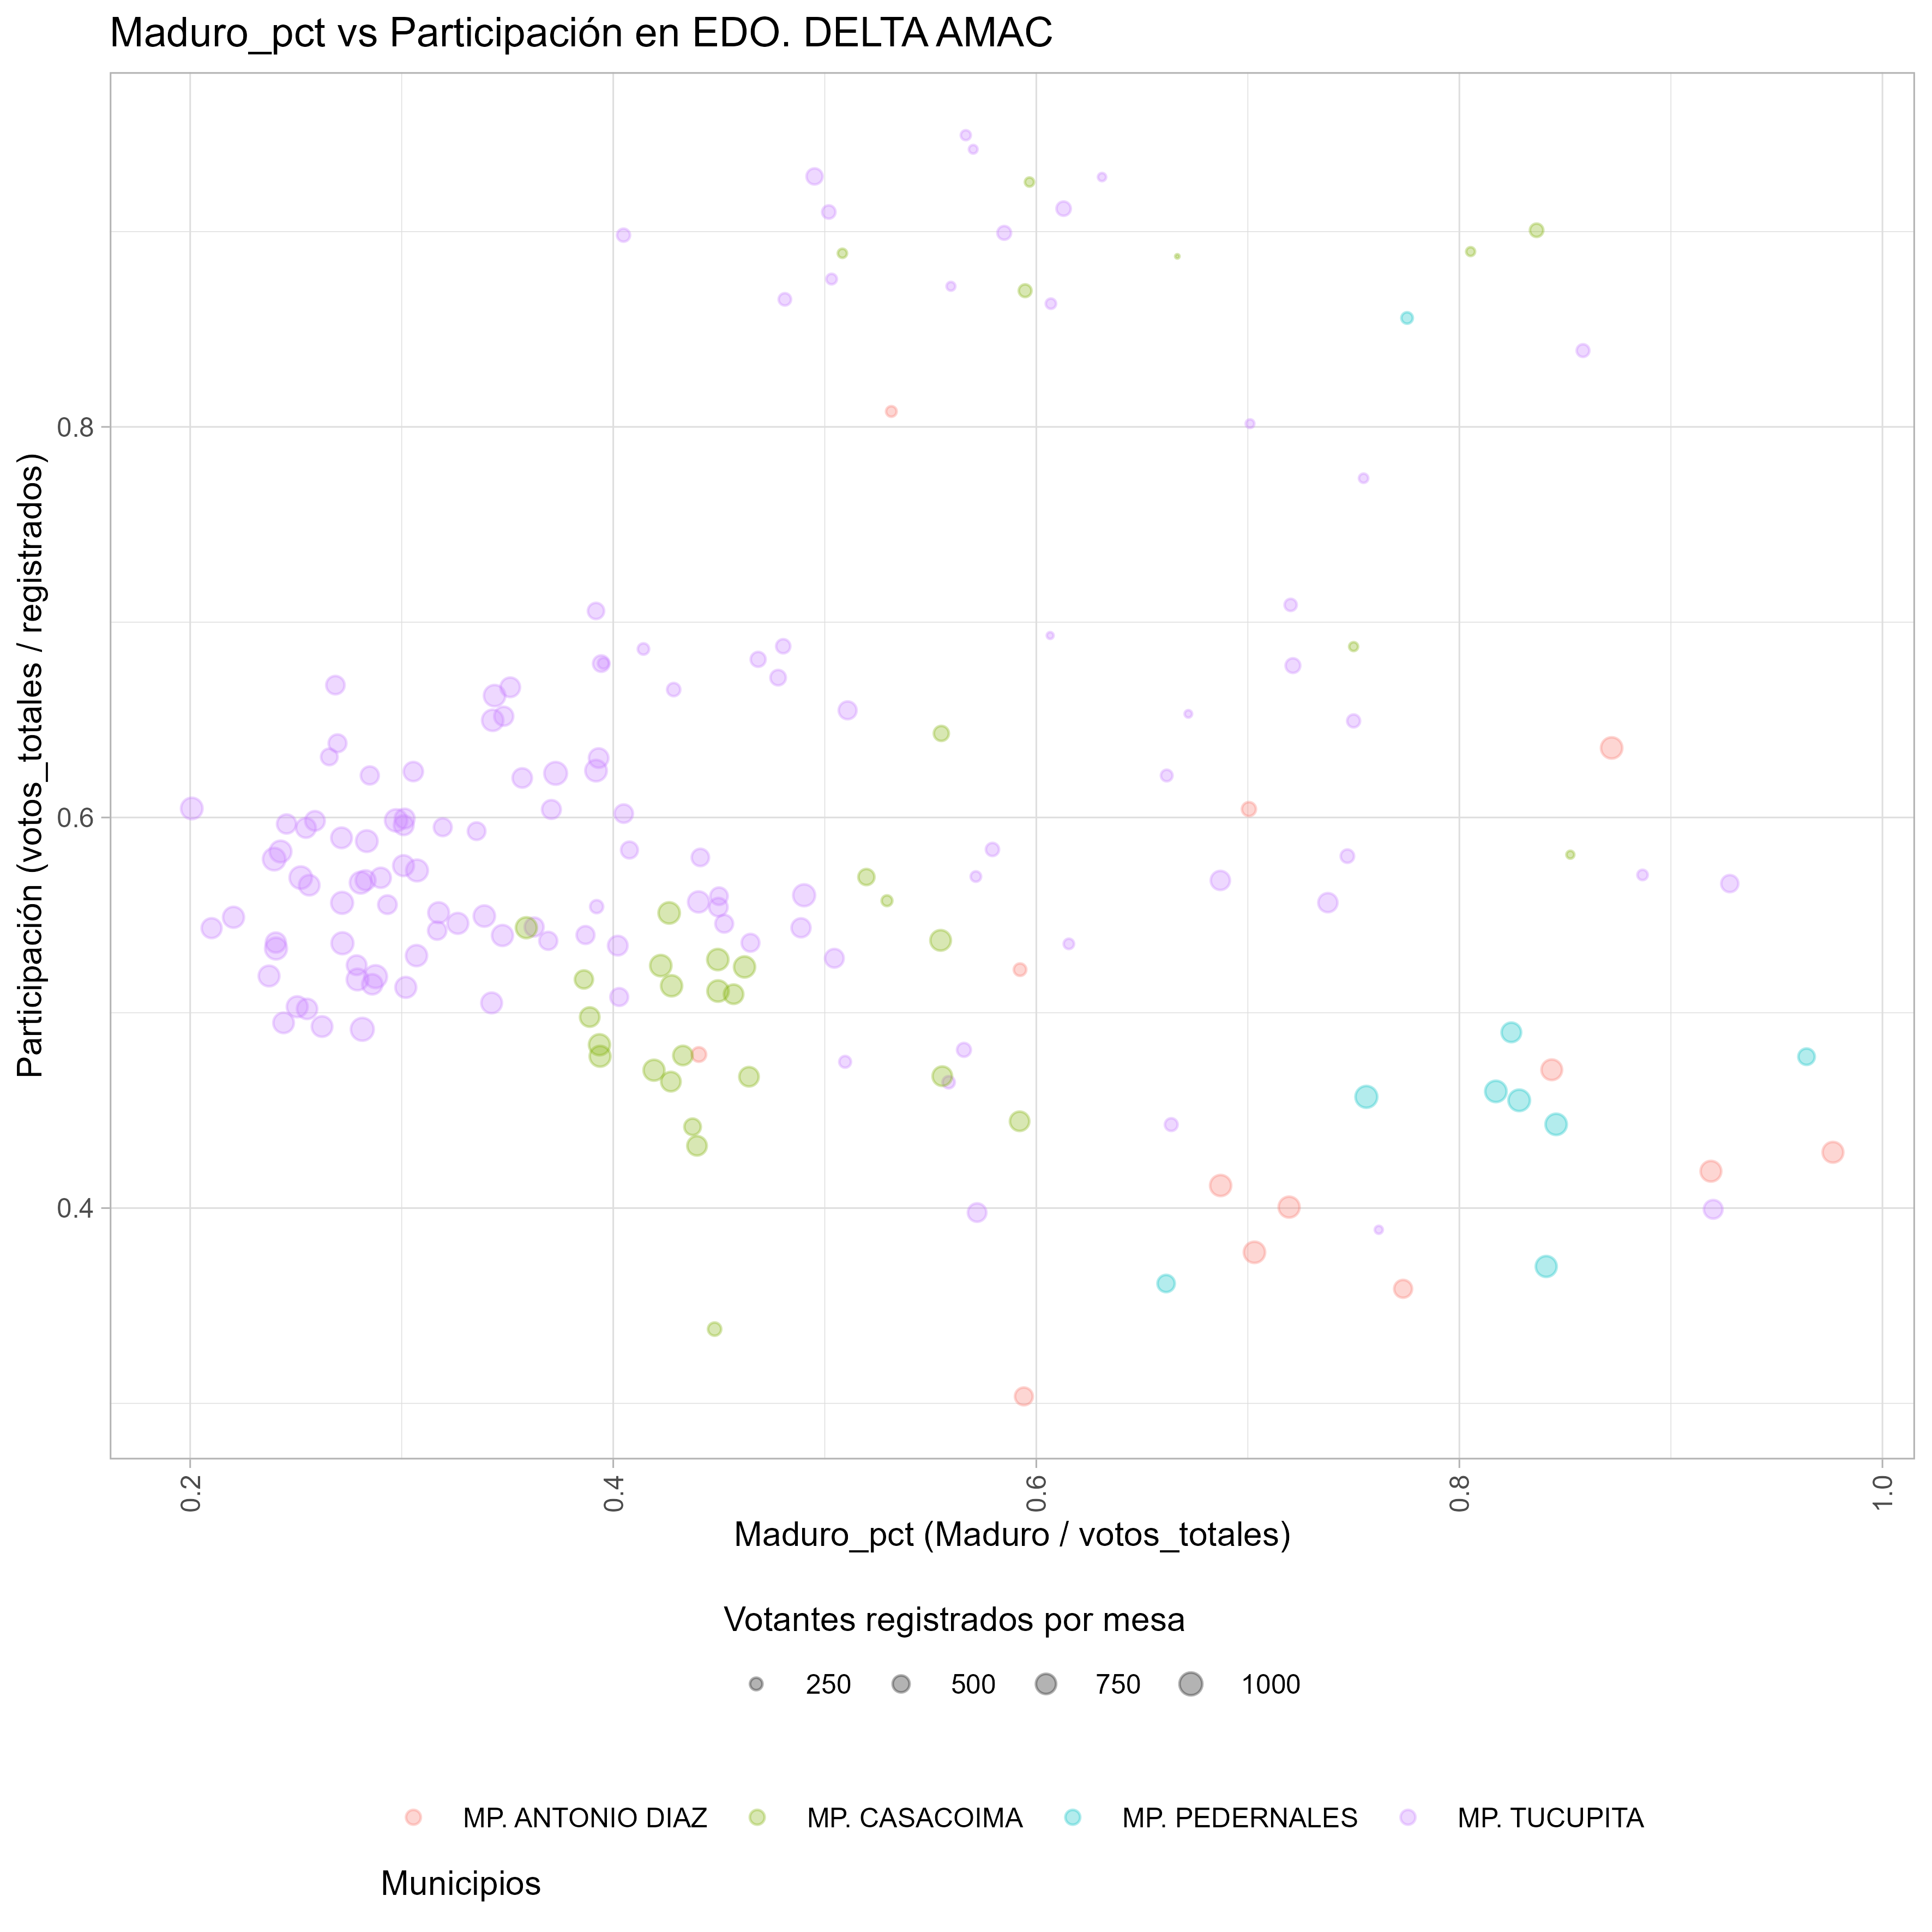 Maduro_pct vs Participación en EDO. DELTA AMAC
Participación (votos_totales / registrados)
0.8
0.6
0.4
0.2
0.4
0.6
0.8
1.0
Maduro_pct (Maduro / votos_totales)
Votantes registrados por mesa
250 500 750 1000
MP. ANTONIO DIAZ MP. CASACOIMA MP. PEDERNALES MP. TUCUPITA
Municipios